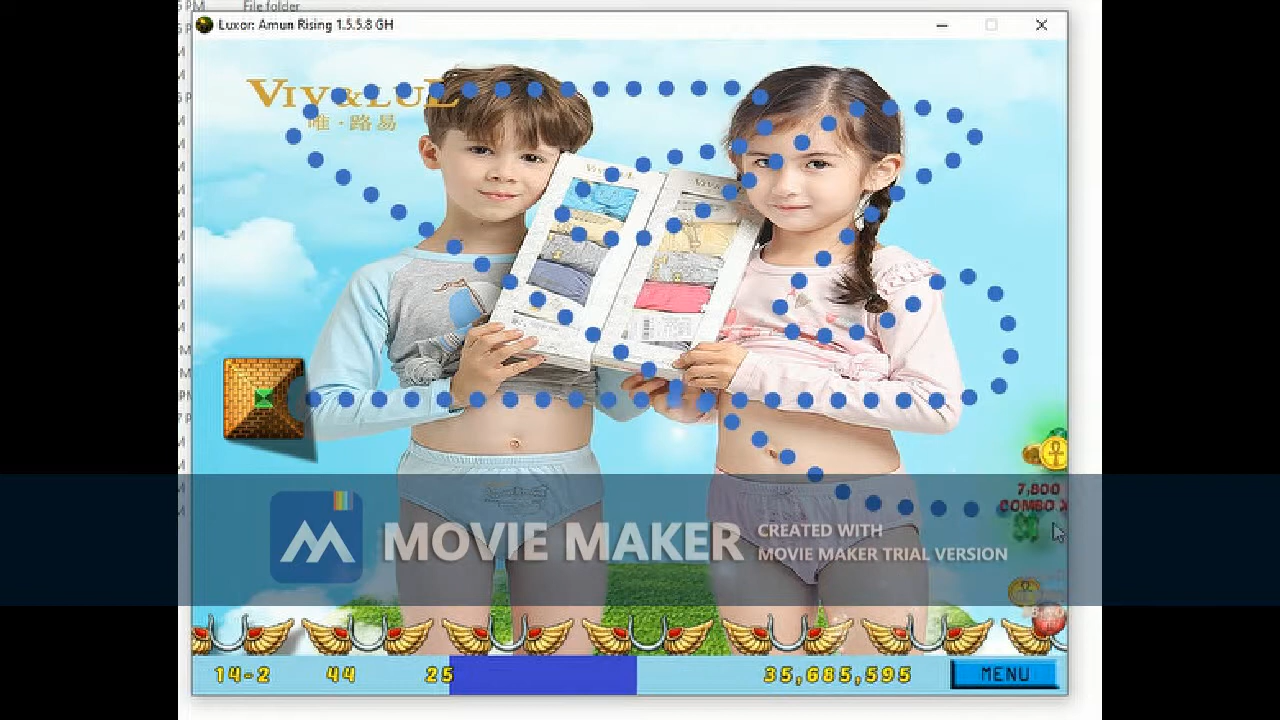 File folder
Luxor: Amun Rising 1.5.5.8 GH
VIV&LUL
唯·路易
7,800
COMBO X
MOVIE MAKER
CREATED WITH
MOVIE MAKER TRIAL VERSION
14-2 44 25 35,685,595 MENU